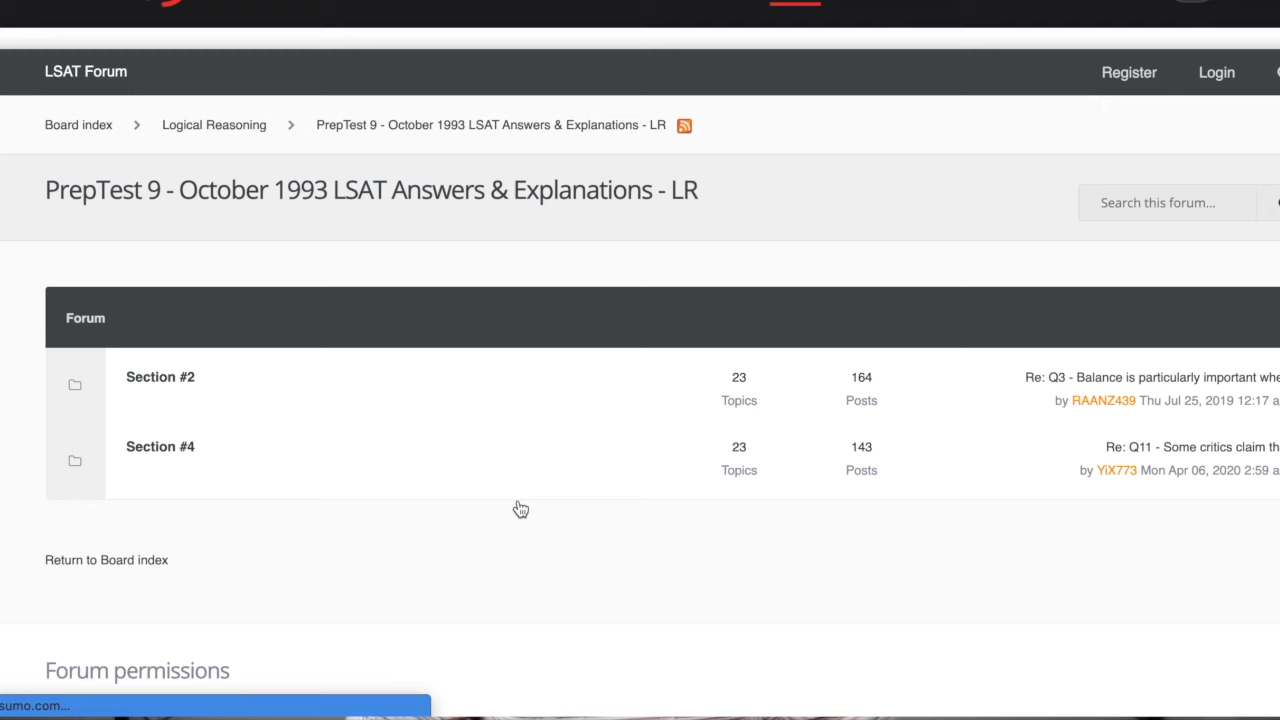 LSAT Forum
Register
Login
Board index
Logical Reasoning
PrepTest 9 - October 1993 LSAT Answers & Explanations - LR
PrepTest 9 - October 1993 LSAT Answers & Explanations - LR
Search this forum...
Forum
Section #2
23
164
Re: Q3 - Balance is particularly important whe
Topics
Posts
by RAANZ439 Thu Jul 25, 2019 12:17 a
Section #4
23
143
Re: Q11 - Some critics claim th
Topics
Posts
by YiX773 Mon Apr 06, 2020 2:59 a
Return to Board index
Forum permissions
sumo.com...